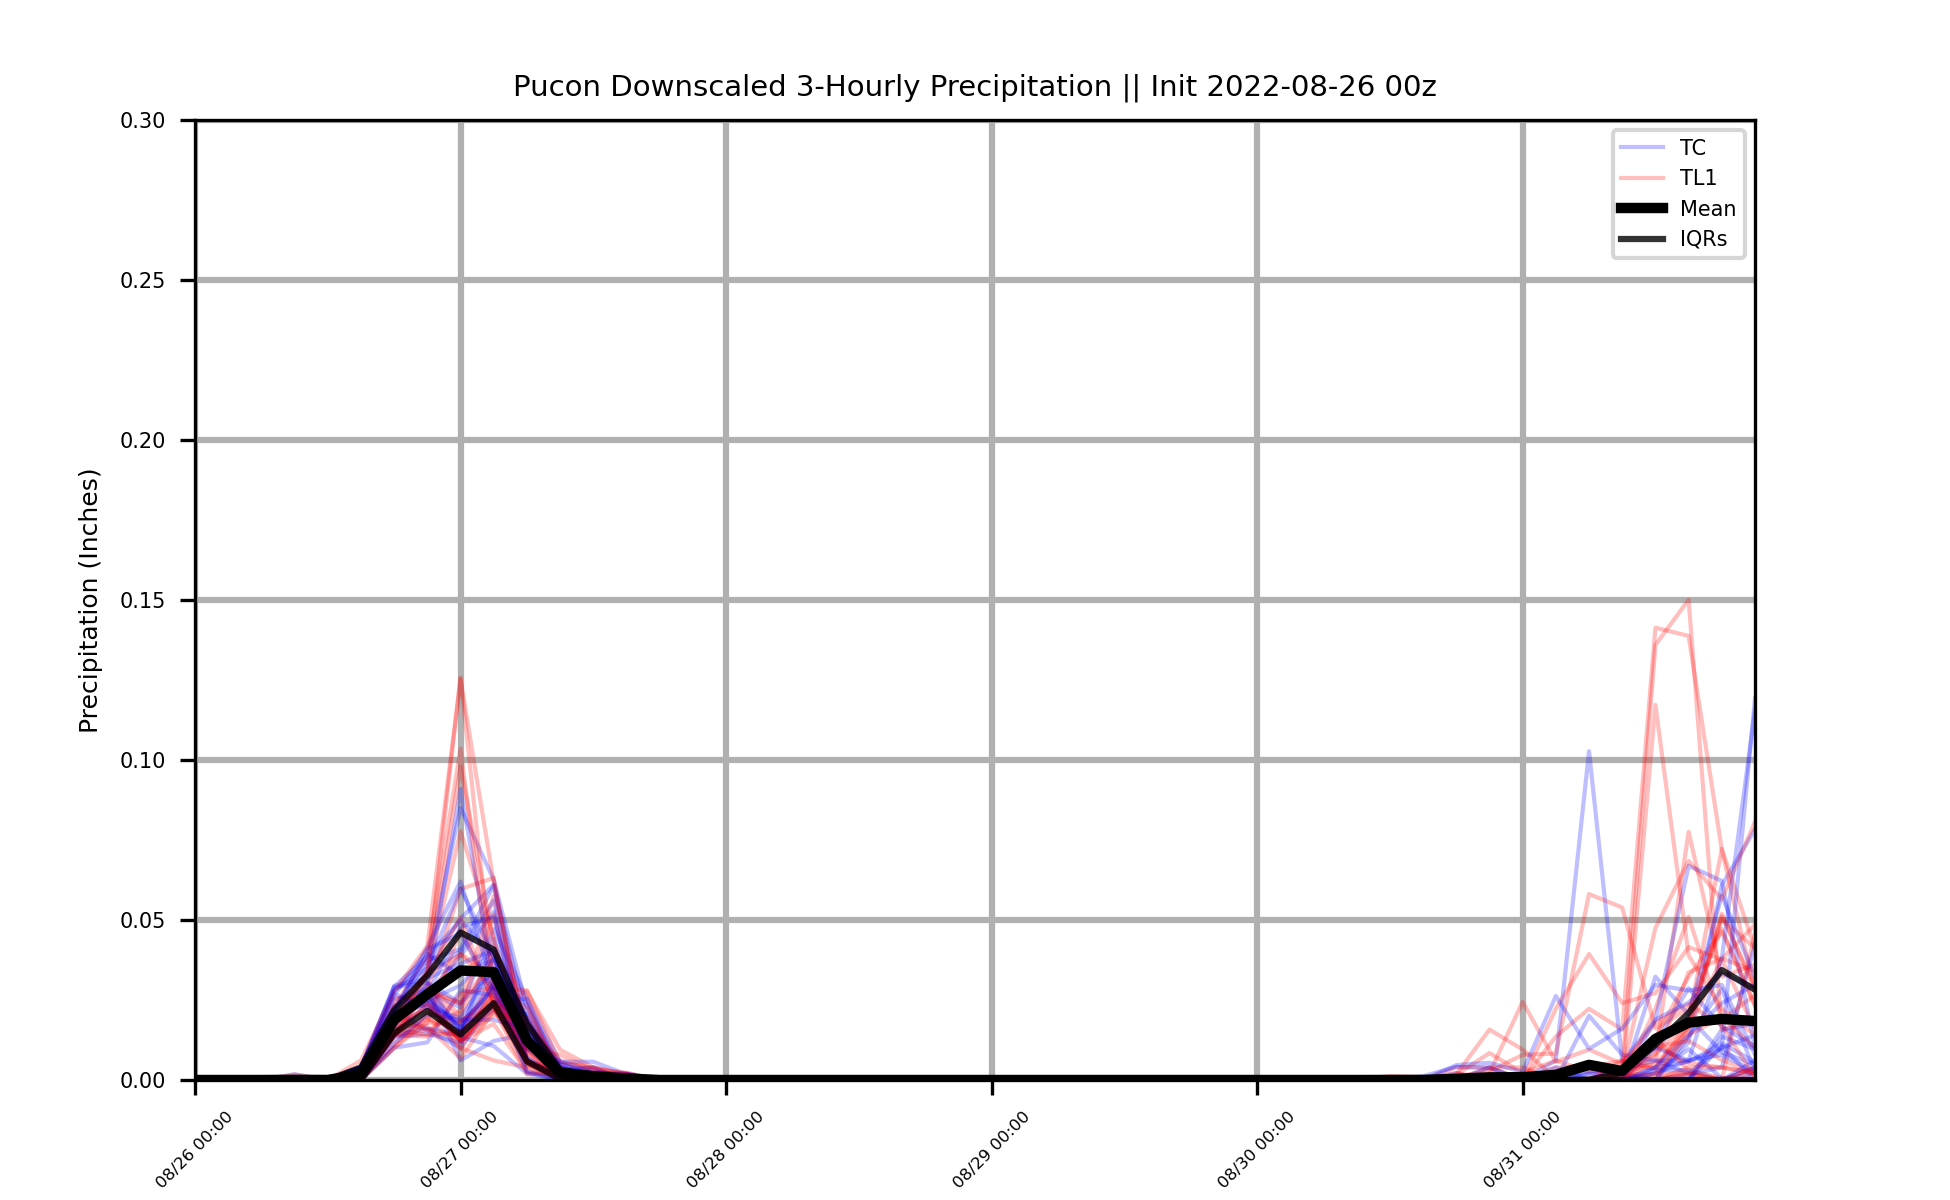 Pucon Downscaled 3-Hourly Precipitation || Init 2022-08-26 00z
TC
TL1
Mean
IQRs
Precipitation (Inches)
0.30
0.25
0.20
0.15
0.10
0.05
0.00
08/26 00:00
08/27 00:00
08/28 00:00
08/29 00:00
08/30 00:00
08/31 00:00